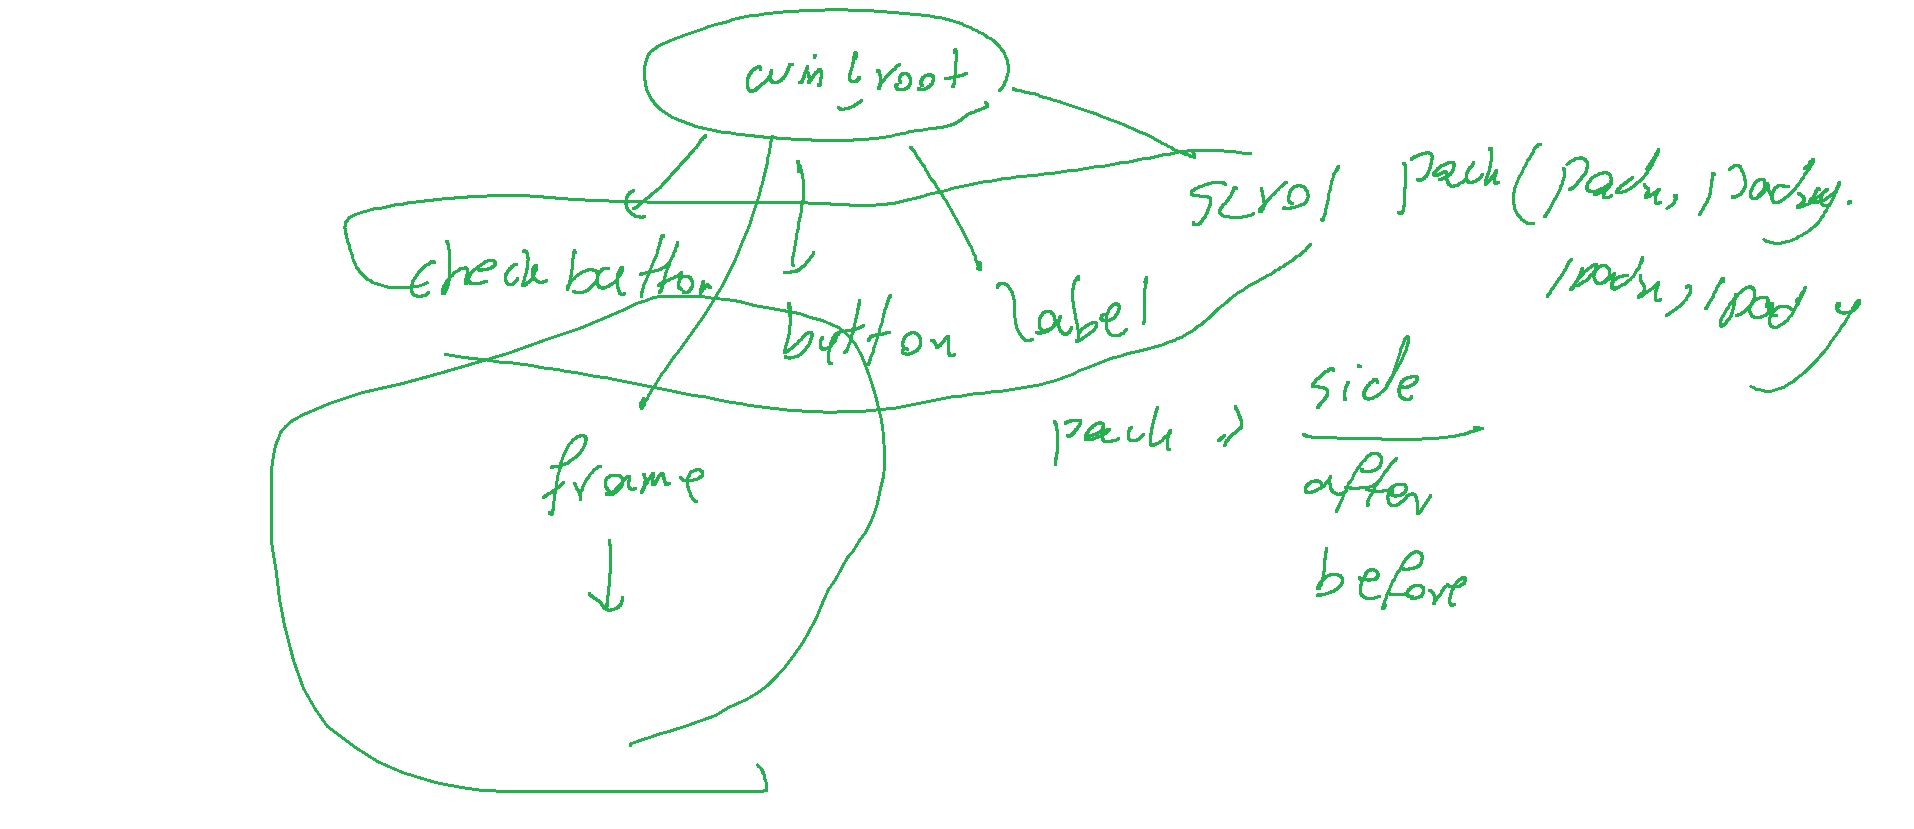 win/root
scrol pack(padx, pady.
ipadx, ipady
checkbutton
button label
side
pack =>
after
frame
before